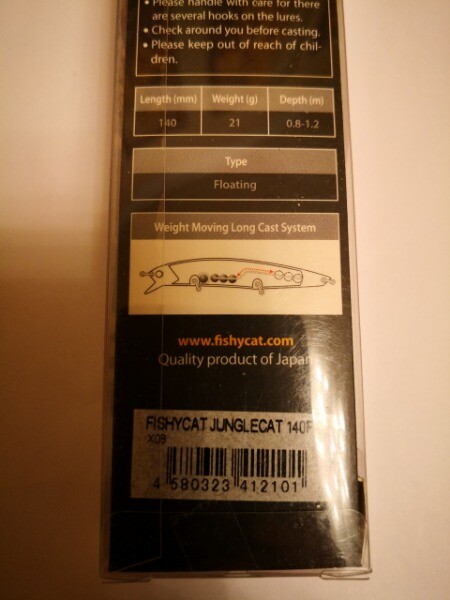 • Please handle with care for there
are several hooks on the lures.
• Check around you before casting.
• Please keep out of reach of chil-
dren.
Length (mm) Weight (g) Depth (m)
140 21 0.8-1.2
Type
Floating
Weight Moving Long Cast System
www.fishycat.com
Quality product of Japan
FISHYCAT JUNGLECAT 140F
X09
4 580323 412101